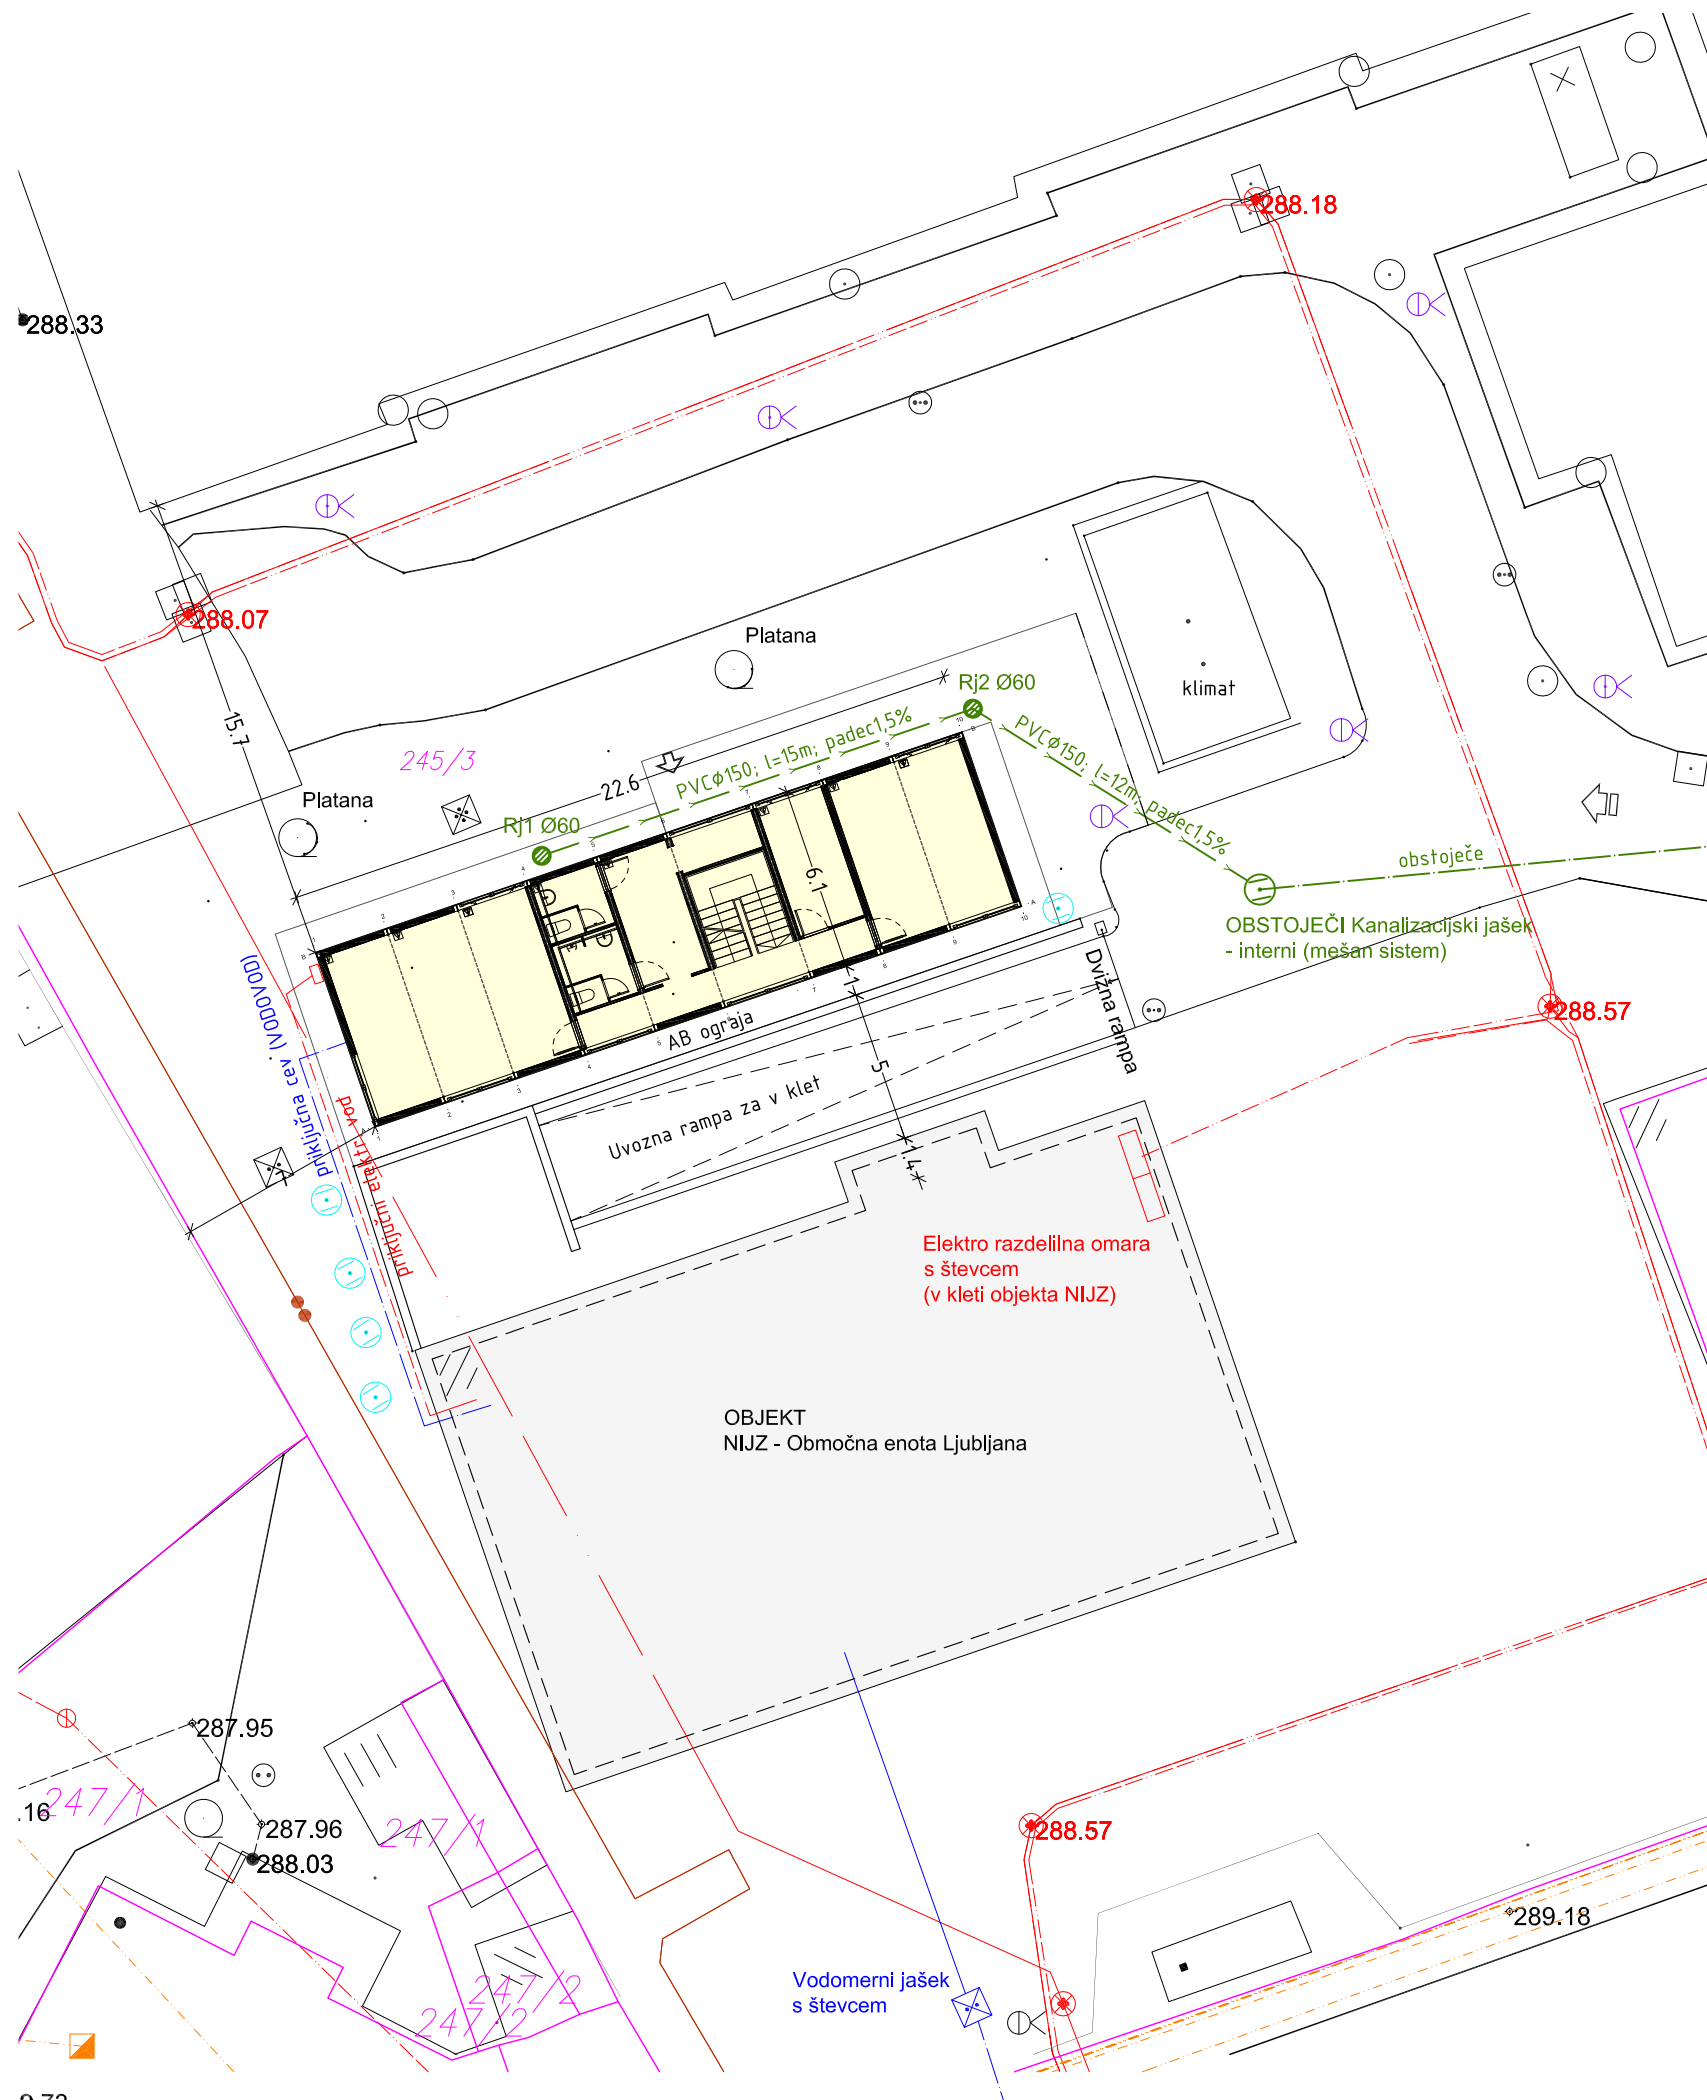 288.18
288.33
288.07
Platana
Rj2 Ø60
klimat
15.7
245/3
PVCø150; l=15m; padec1,5%
PVCø150; l=12m; padec1,5%
22.6
Platana
Rj1 Ø60
obstoječe
6.1
OBSTOJEČI Kanalizacijski jašek
- interni (mešan sistem)
priključna cev (VODOVOD)
1
Dvižna rampa
288.57
AB ograja
5
priključni elektr. vod
Uvozna rampa za v klet
7
1.4
Elektro razdelilna omara
s števcem
(v kleti objekta NIJZ)
OBJEKT
NIJZ - Območna enota Ljubljana
287.95
247/1
.16
287.96
247/1
288.57
288.03
289.18
247/2
247/2
Vodomerni jašek
s števcem